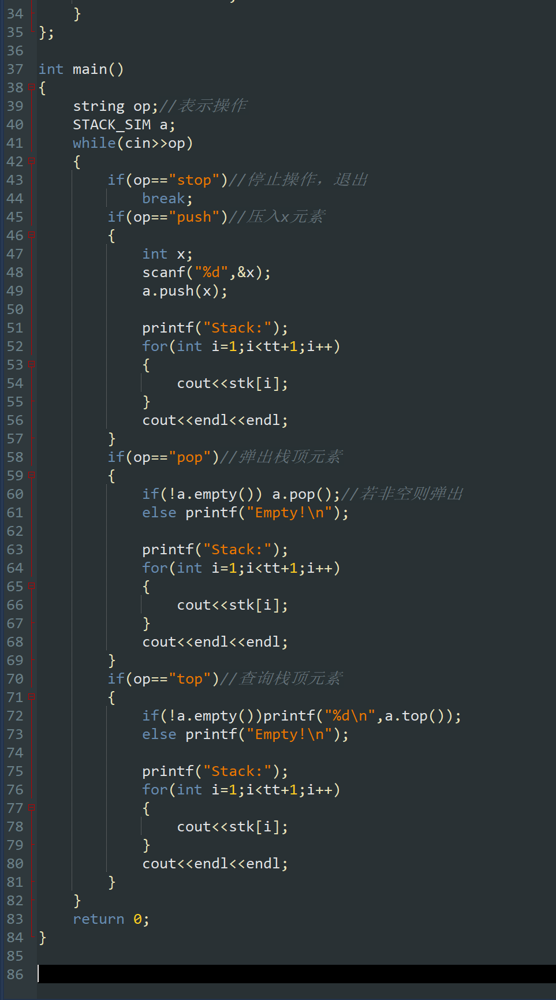 34 }
35 };
36
37 int main()
38 {
39 string op;//表示操作
40 STACK_SIM a;
41 while(cin>>op)
42 {
43 if(op=="stop")//停止操作，退出
44 break;
45 if(op=="push")//压入x元素
46 {
47 int x;
48 scanf("%d",&x);
49 a.push(x);
50
51 printf("Stack:");
52 for(int i=1;i<tt+1;i++)
53 {
54 cout<<stk[i];
55 }
56 cout<<endl<<endl;
57 }
58 if(op=="pop")//弹出栈顶元素
59 {
60 if(!a.empty()) a.pop();//若非空则弹出
61 else printf("Empty!\n");
62
63 printf("Stack:");
64 for(int i=1;i<tt+1;i++)
65 {
66 cout<<stk[i];
67 }
68 cout<<endl<<endl;
69 }
70 if(op=="top")//查询栈顶元素
71 {
72 if(!a.empty())printf("%d\n",a.top());
73 else printf("Empty!\n");
74
75 printf("Stack:");
76 for(int i=1;i<tt+1;i++)
77 {
78 cout<<stk[i];
79 }
80 cout<<endl<<endl;
81 }
82 }
83 return 0;
84 }
85
86